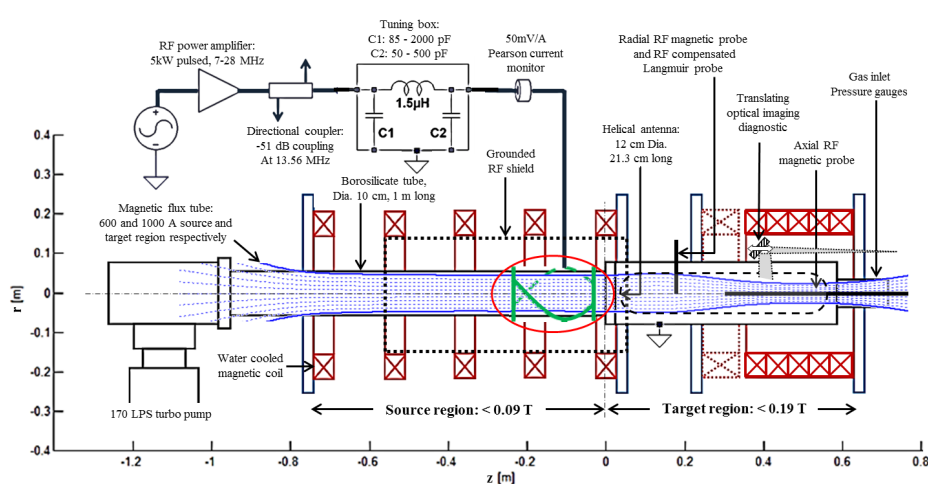 Tuning box:
C1: 85 - 2000 pF
C2: 50 - 500 pF
RF power amplifier:
5kW pulsed, 7-28 MHz
50mV/A
Pearson current
monitor
Radial RF magnetic probe
and RF compensated
Langmuir probe
Gas inlet
Pressure gauges
1.5µH
C1
C2
Translating
optical imaging
diagnostic
Directional coupler:
-51 dB coupling
At 13.56 MHz
Helical antenna:
12 cm Dia.
21.3 cm long
Axial RF
magnetic probe
Grounded
RF shield
Borosilicate tube,
Dia. 10 cm, 1 m long
Magnetic flux tube:
600 and 1000 A source and
target region respectively
Water cooled
magnetic coil
170 LPS turbo pump
Source region: < 0.09 T
Target region: < 0.19 T
r [m]
0.4
0.3
0.2
0.1
0
-0.1
-0.2
-0.3
-0.4
-1.2
-1
-0.8
-0.6
-0.4
-0.2
0
0.2
0.4
0.6
0.8
z [m]